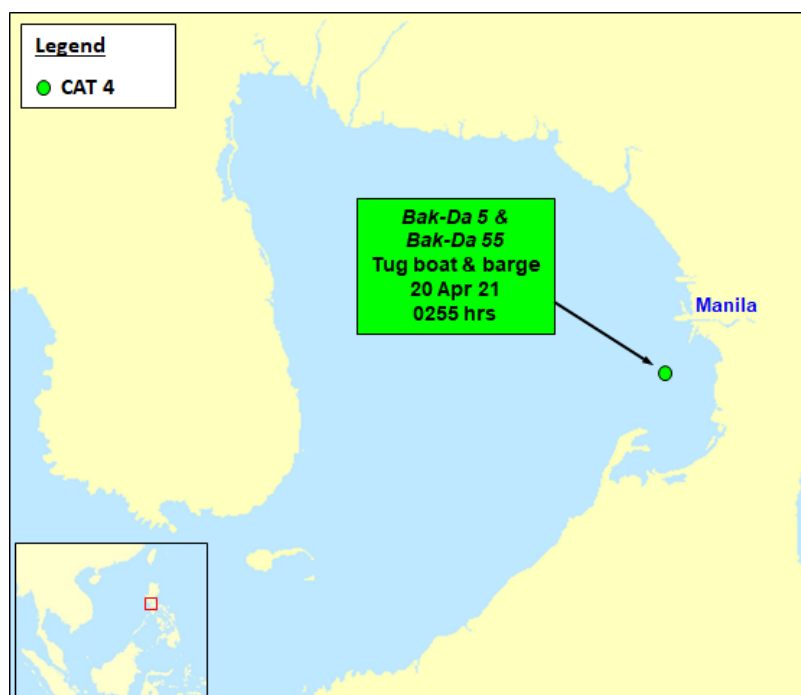 Legend
CAT 4
Bak-Da 5 &
Bak-Da 55
Tug boat & barge
20 Apr 21
0255 hrs
Manila